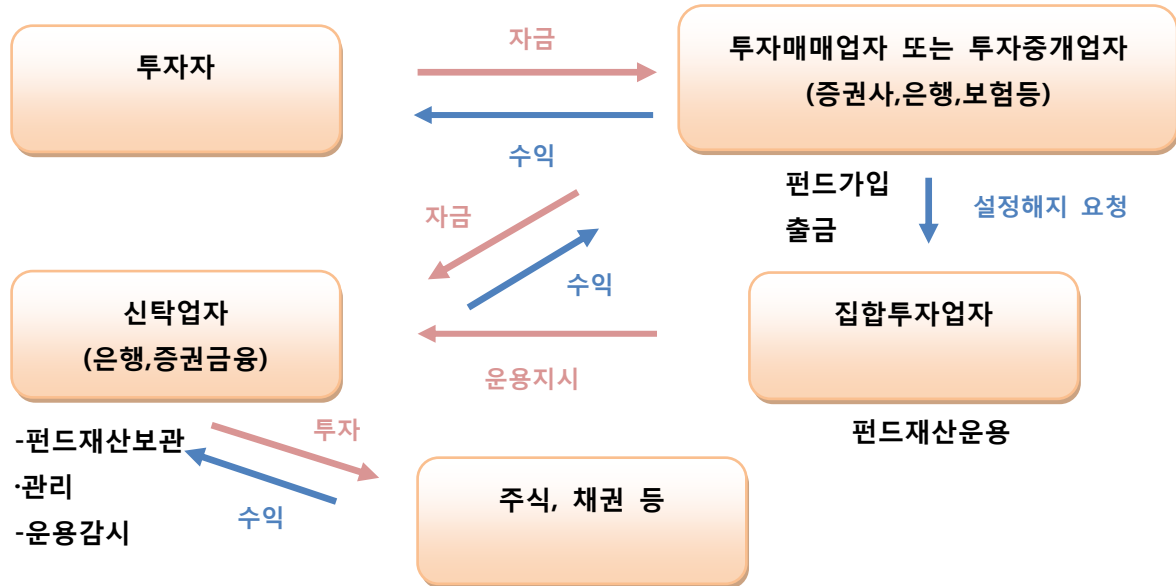 자금
투자자
투자매매업자 또는 투자중개업자
(증권사,은행,보험등)
수익
펀드가입
출금
설정해지 요청
자금
수익
신탁업자
(은행,증권금융)
집합투자업자
운용지시
펀드재산운용
-펀드재산보관
·관리
-운용감시
투자
수익
주식, 채권 등